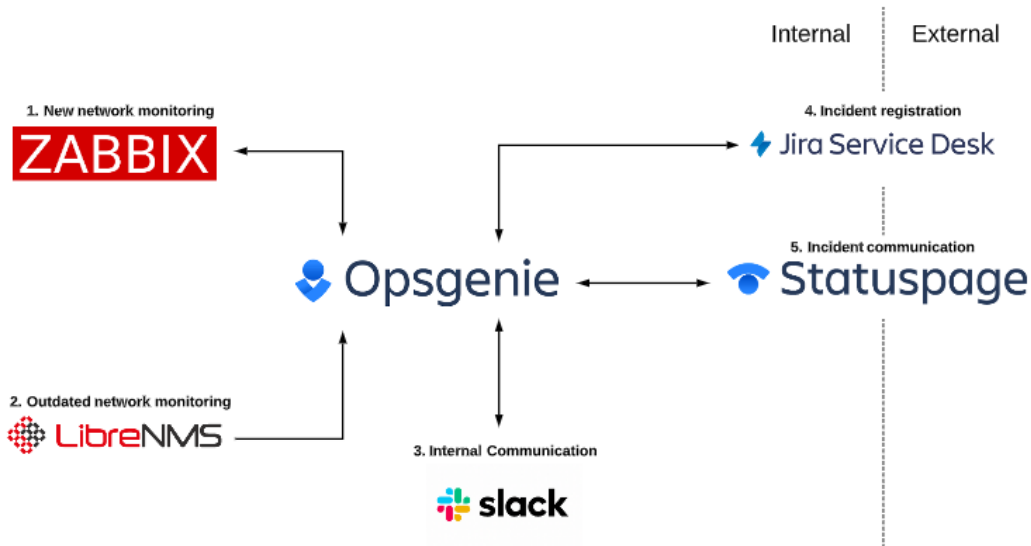 Internal
External
1. New network monitoring
ZABBIX
4. Incident registration
Jira Service Desk
5. Incident communication
Opsgenie
Statuspage
2. Outdated network monitoring
LibreNMS
3. Internal Communication
slack